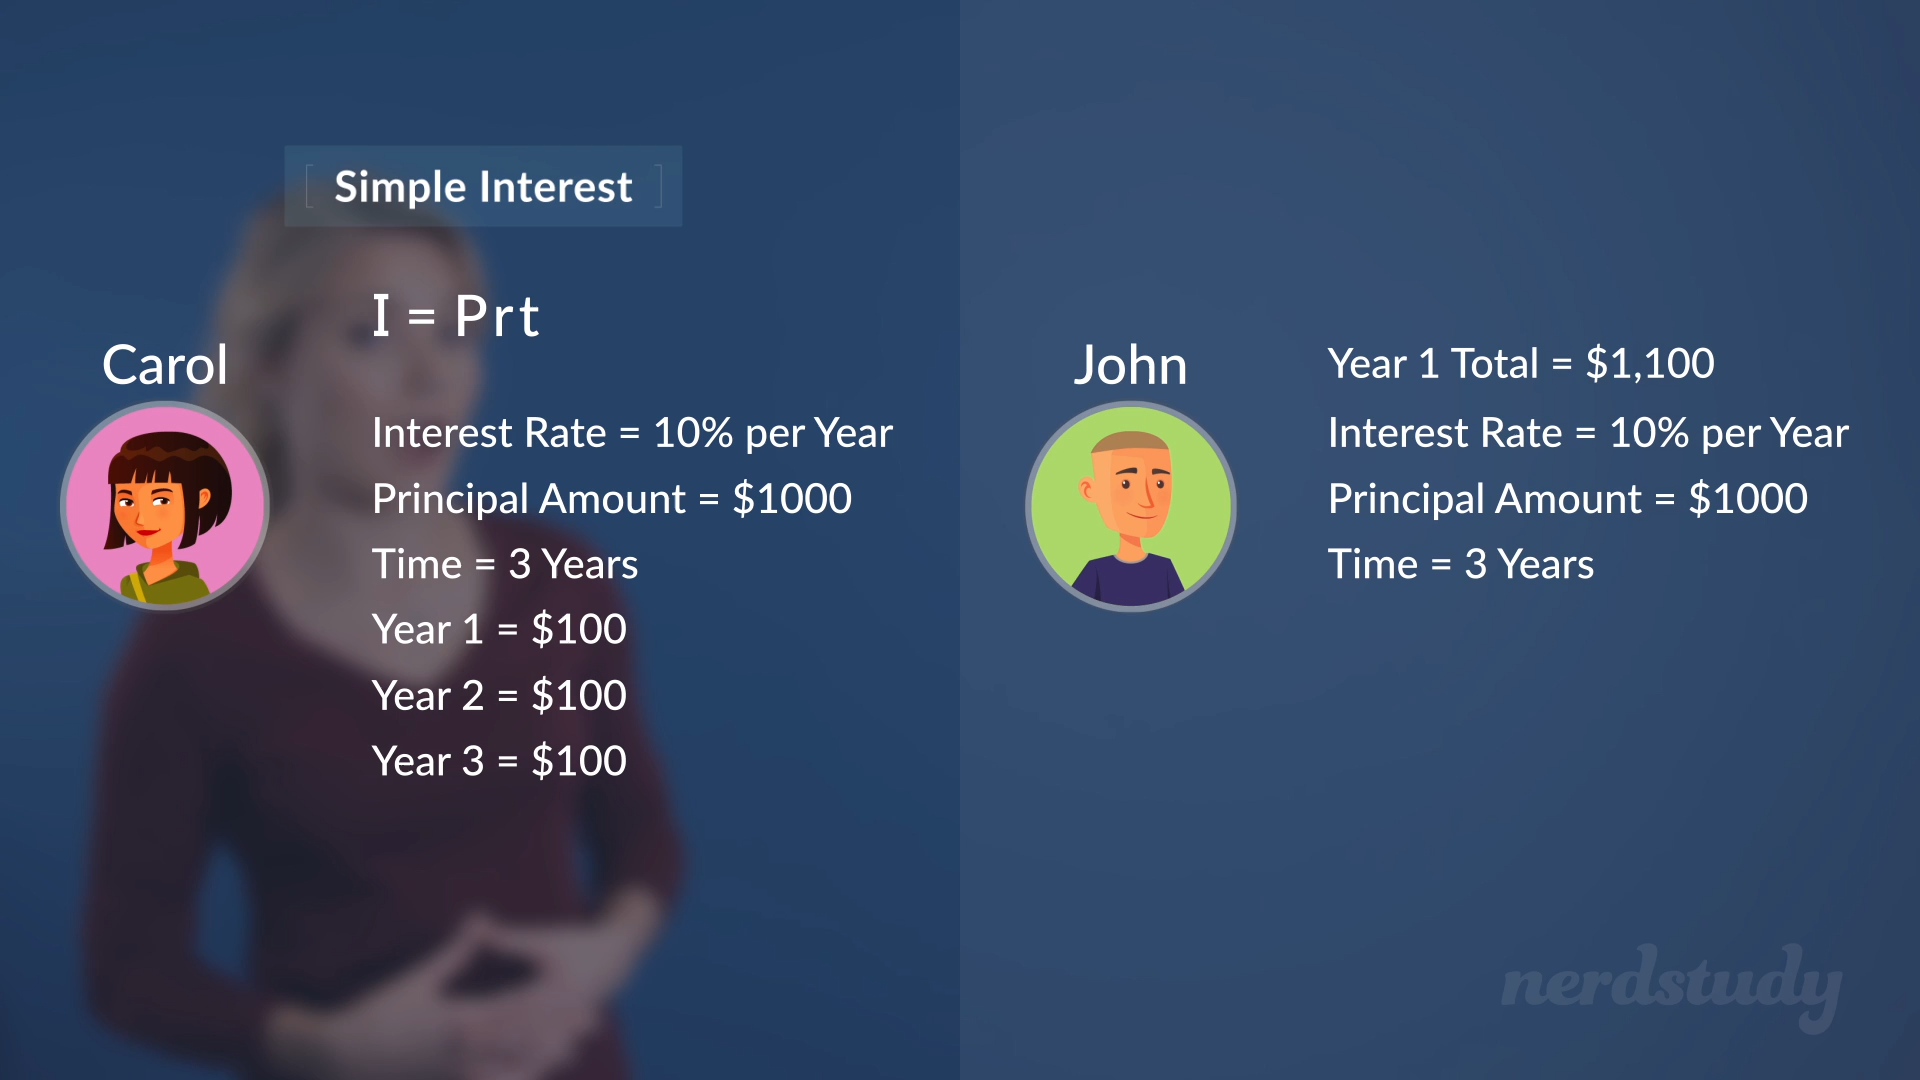 [ Simple Interest ]
I = Prt
Carol
Interest Rate = 10% per Year
Principal Amount = $1000
Time = 3 Years
Year 1 = $100
Year 2 = $100
Year 3 = $100
John
Year 1 Total = $1,100
Interest Rate = 10% per Year
Principal Amount = $1000
Time = 3 Years
nerdstudy